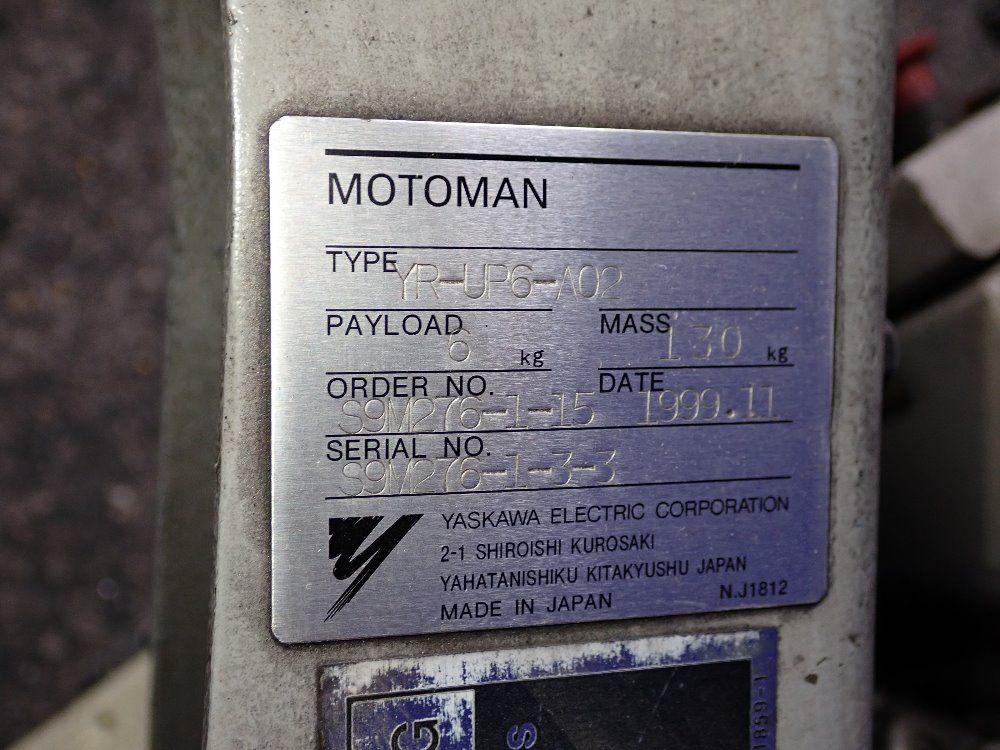 MOTOMAN
TYPE YR-UP6-A02
PAYLOAD 6 kg MASS 130 kg
ORDER NO. S9M276-1-15 DATE 1999.11
SERIAL NO. S9M276-1-3-3
YASKAWA ELECTRIC CORPORATION
2-1 SHIROISHI KUROSAKI
YAHATANISHIKU KITAKYUSHU JAPAN
MADE IN JAPAN N.J1812